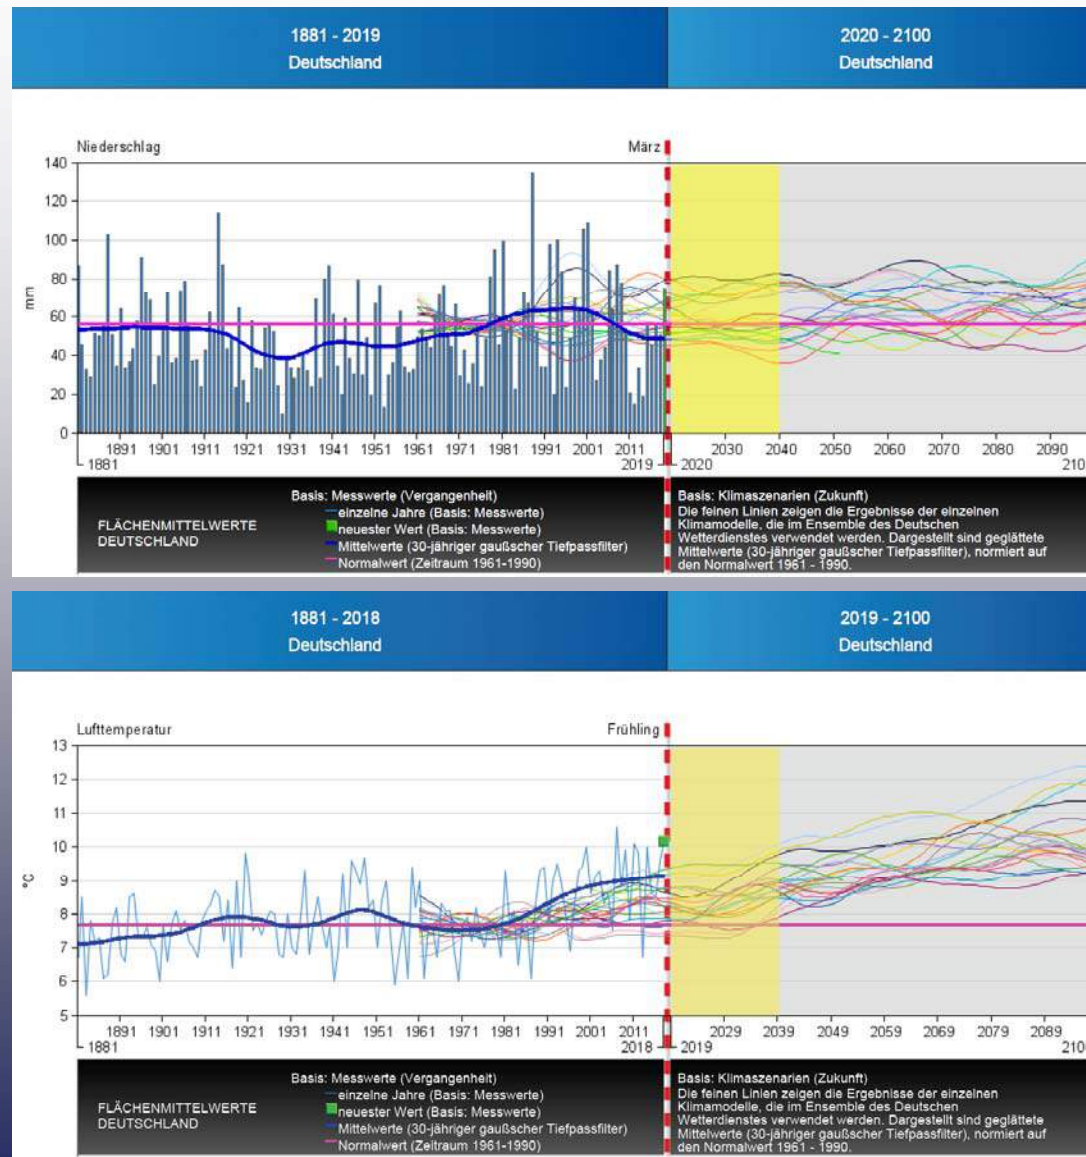 1881 - 2019
Deutschland
2020 - 2100
Deutschland
Niederschlag
März
140
120
100
80
60
40
20
0
mm
1891 1901 1911 1921 1931 1941 1951 1961 1971 1981 1991 2001 2011
1881
2019
2030 2040 2050 2060 2070 2080 2090
2020
210
FLÄCHENMITTELWERTE
DEUTSCHLAND
Basis: Messwerte (Vergangenheit)
einzelne Jahre (Basis: Messwerte)
neuester Wert (Basis: Messwerte)
Mittelwerte (30-jähriger gaußscher Tiefpassfilter)
Normalwert (Zeitraum 1961-1990)
Basis: Klimaszenarien (Zukunft)
Die feinen Linien zeigen die Ergebnisse der einzelnen
Klimamodelle, die im Ensemble des Deutschen
Wetterdienstes verwendet werden. Dargestellt sind geglättete
Mittelwerte (30-jähriger gaußscher Tiefpassfilter), normiert auf
den Normalwert 1961 - 1990.
1881 - 2018
Deutschland
2019 - 2100
Deutschland
Lufttemperatur
Frühling
13
12
11
10
9
8
7
6
5
°C
1891 1901 1911 1921 1931 1941 1951 1961 1971 1981 1991 2001 2011
1881
2018
2029 2039 2049 2059 2069 2079 2089
2019
2100
FLÄCHENMITTELWERTE
DEUTSCHLAND
Basis: Messwerte (Vergangenheit)
einzelne Jahre (Basis: Messwerte)
neuester Wert (Basis: Messwerte)
Mittelwerte (30-jähriger gaußscher Tiefpassfilter)
Normalwert (Zeitraum 1961-1990)
Basis: Klimaszenarien (Zukunft)
Die feinen Linien zeigen die Ergebnisse der einzelnen
Klimamodelle, die im Ensemble des Deutschen
Wetterdienstes verwendet werden. Dargestellt sind geglättete
Mittelwerte (30-jähriger gaußscher Tiefpassfilter), normiert auf
den Normalwert 1961 - 1990.